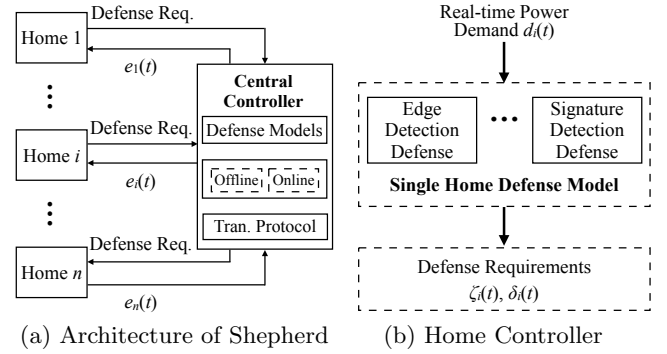 Defense Req.
Home 1
e1(t)
Central
Controller
Defense Models
Defense Req.
Home i
ei(t)
Offline
Online
Tran. Protocol
Defense Req.
Home n
en(t)
(a) Architecture of Shepherd
Real-time Power
Demand di(t)
Edge
Detection
Defense
Signature
Detection
Defense
Single Home Defense Model
Defense Requirements
ζi(t), δi(t)
(b) Home Controller